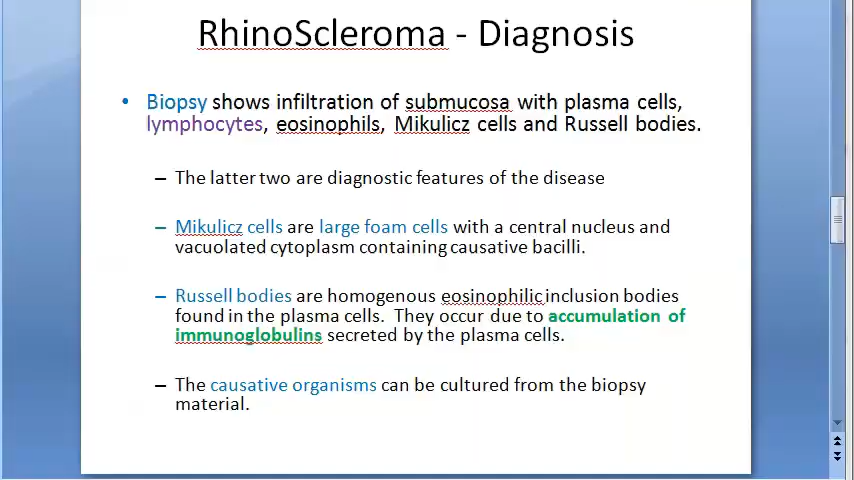 RhinoScleroma - Diagnosis
• Biopsy shows infiltration of submucosa with plasma cells,
lymphocytes, eosinophils, Mikulicz cells and Russell bodies.
– The latter two are diagnostic features of the disease
– Mikulicz cells are large foam cells with a central nucleus and
vacuolated cytoplasm containing causative bacilli.
– Russell bodies are homogenous eosinophilic inclusion bodies
found in the plasma cells. They occur due to accumulation of
immunoglobulins secreted by the plasma cells.
– The causative organisms can be cultured from the biopsy
material.